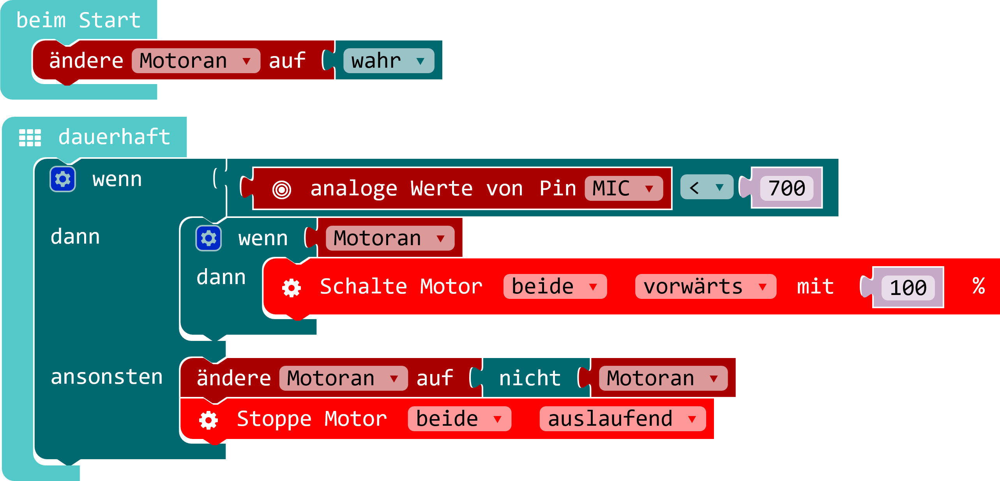 beim Start
ändere Motoran auf wahr
dauerhaft
wenn analoge Werte von Pin MIC < 700
dann wenn Motoran
dann Schalte Motor beide vorwärts mit 100 %
ansonsten ändere Motoran auf nicht Motoran
Stoppe Motor beide auslaufend